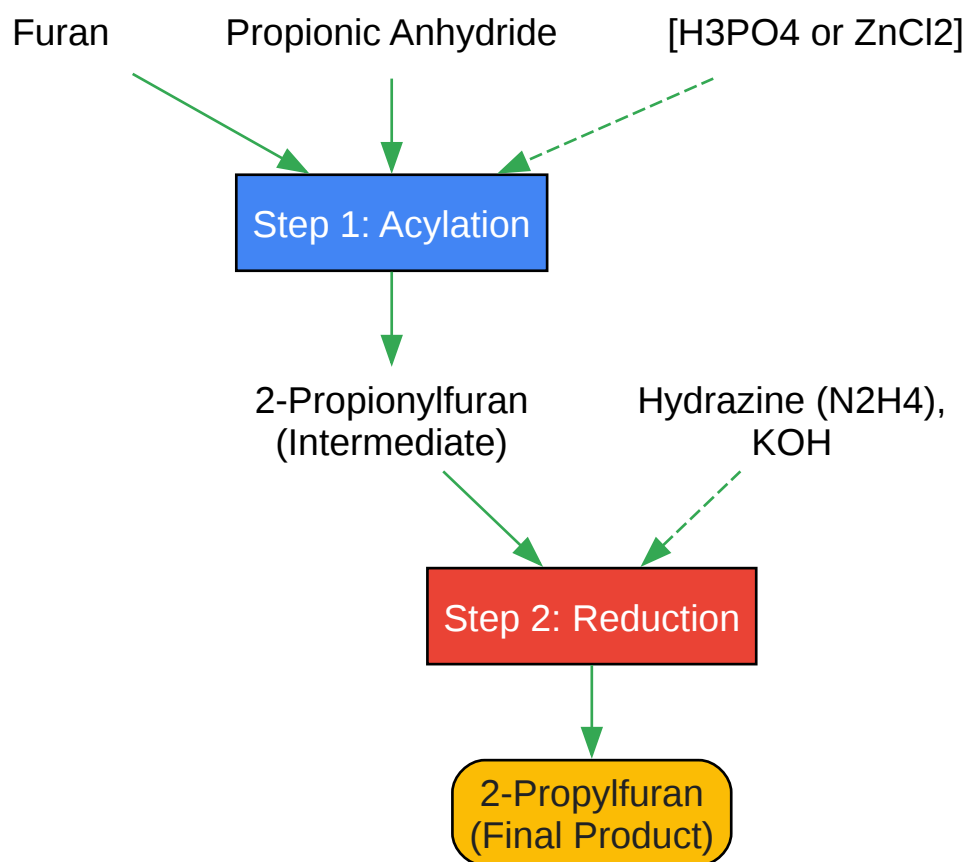 Furan
Propionic Anhydride
[H3PO4 or ZnCl2]
Step 1: Acylation
2-Propionylfuran
(Intermediate)
Hydrazine (N2H4),
KOH
Step 2: Reduction
2-Propylfuran
(Final Product)